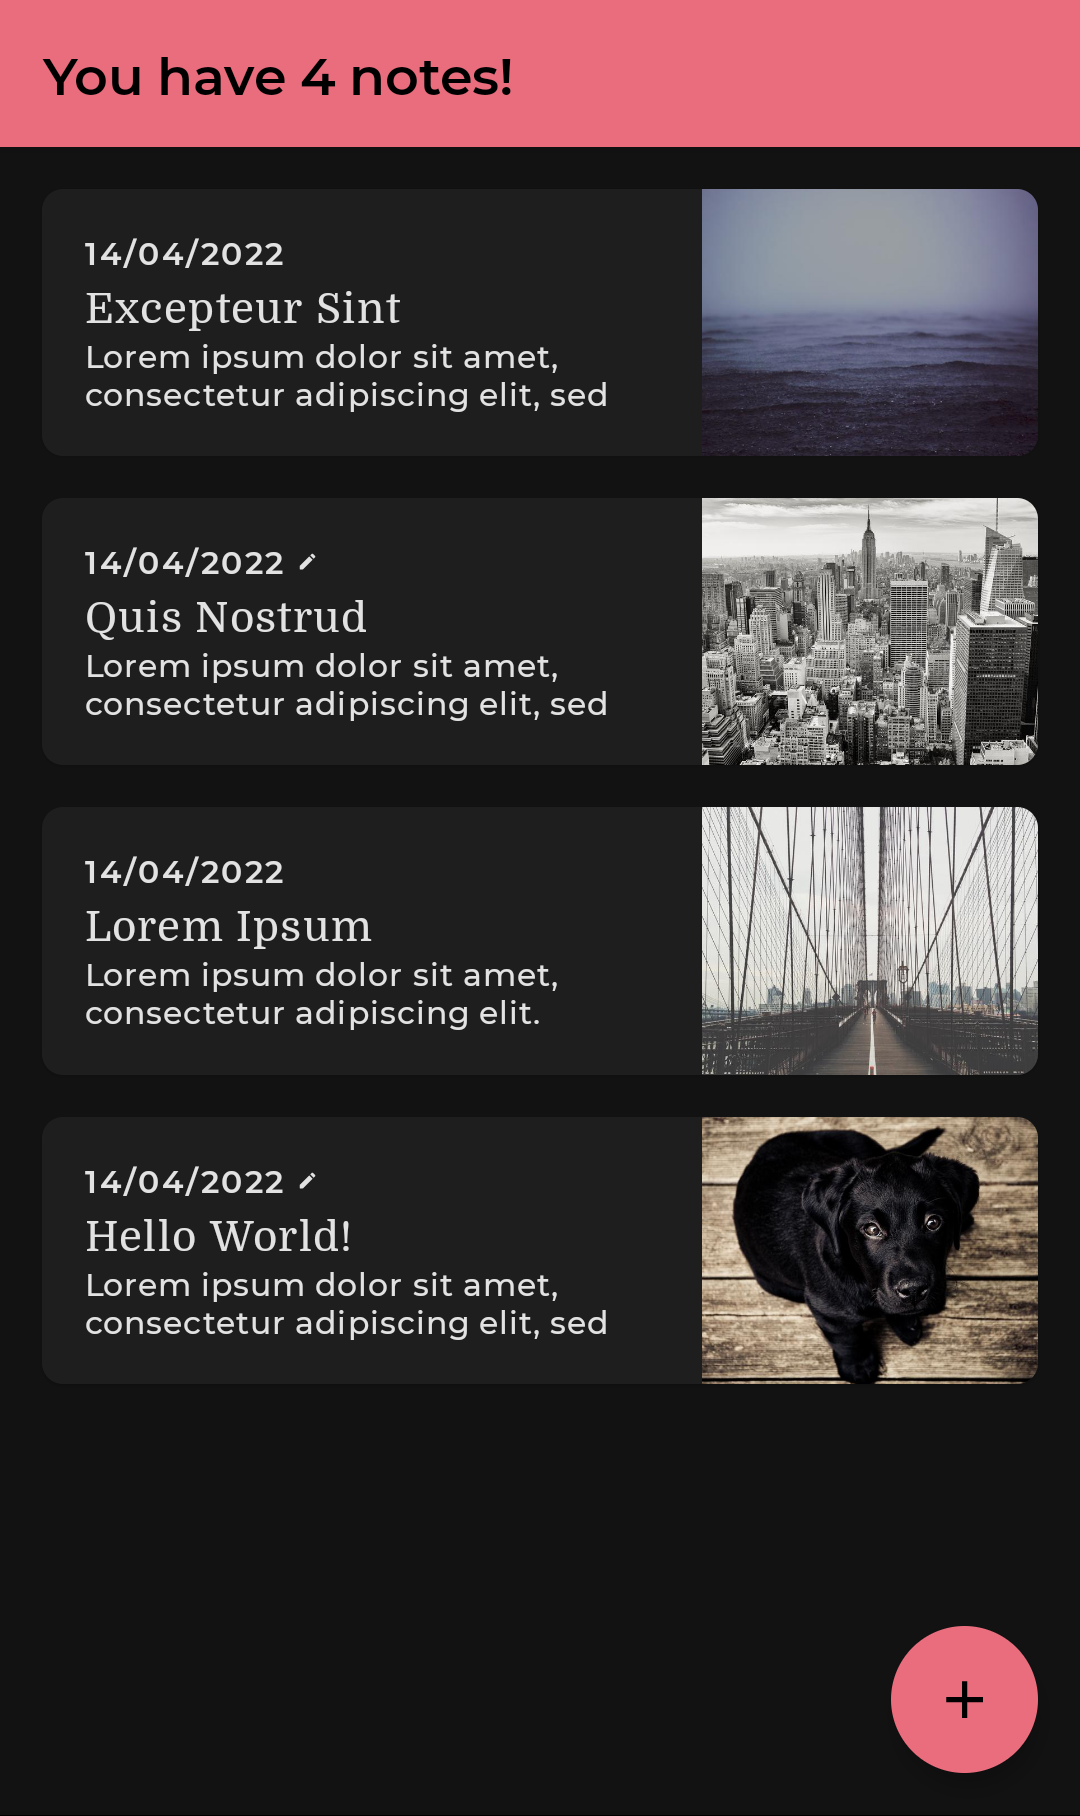 You have 4 notes!
14/04/2022
Excepteur Sint
Lorem ipsum dolor sit amet,
consectetur adipiscing elit, sed
14/04/2022
Quis Nostrud
Lorem ipsum dolor sit amet,
consectetur adipiscing elit, sed
14/04/2022
Lorem Ipsum
Lorem ipsum dolor sit amet,
consectetur adipiscing elit.
14/04/2022
Hello World!
Lorem ipsum dolor sit amet,
consectetur adipiscing elit, sed